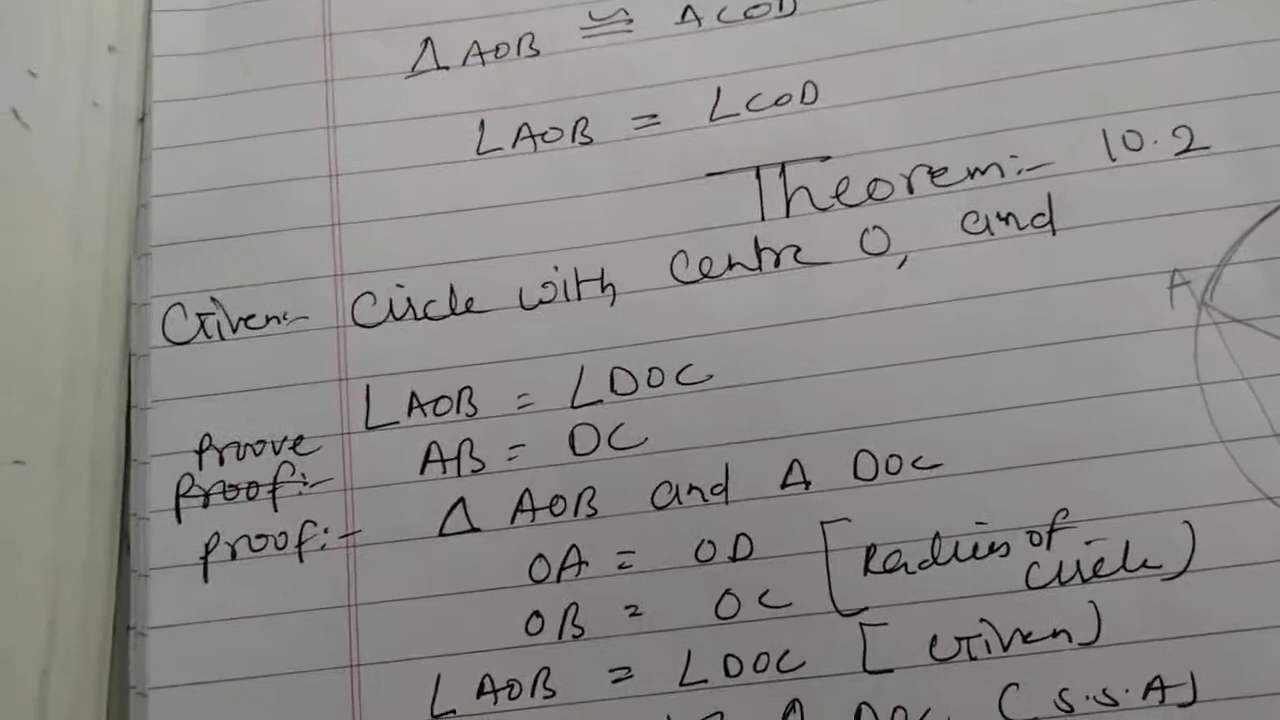 Δ AOB ≅ Δ COD
∠AOB = ∠COD
Theorem:- 10.2
Given:- Circle with centre O, and
∠AOB = ∠DOC
Proove AB = DC
Proof:-
proof:- Δ AOB and Δ DOC
OA = OD [Radius of circle)
OB = OC
∠AOB = ∠DOC [Given)
Δ DOC (S.S.A)
A